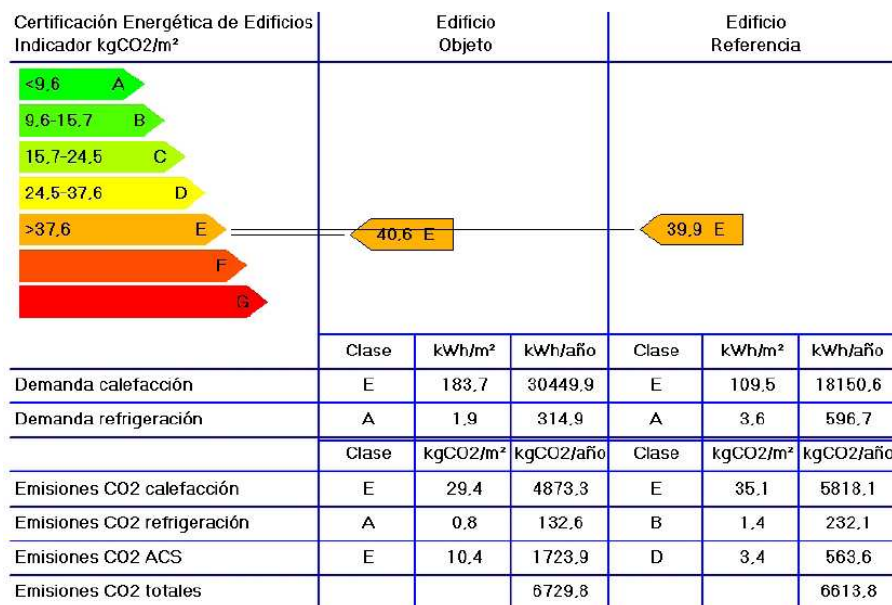 Certificación Energética de Edificios
Indicador kgCO2/m²
Edificio
Objeto
Edificio
Referencia
<9,6 A
9,6-15,7 B
15,7-24,5 C
24,5-37,6 D
>37,6 E
F
G
40,6 E
39,9 E
Clase kWh/m² kWh/año Clase kWh/m² kWh/año
Demanda calefacción E 183,7 30449,9 E 109,5 18150,6
Demanda refrigeración A 1,9 314,9 A 3,6 596,7
Clase kgCO2/m² kgCO2/año Clase kgCO2/m² kgCO2/año
Emisiones CO2 calefacción E 29,4 4873,3 E 35,1 5818,1
Emisiones CO2 refrigeración A 0,8 132,6 B 1,4 232,1
Emisiones CO2 ACS E 10,4 1723,9 D 3,4 563,6
Emisiones CO2 totales 6729,8 6613,8